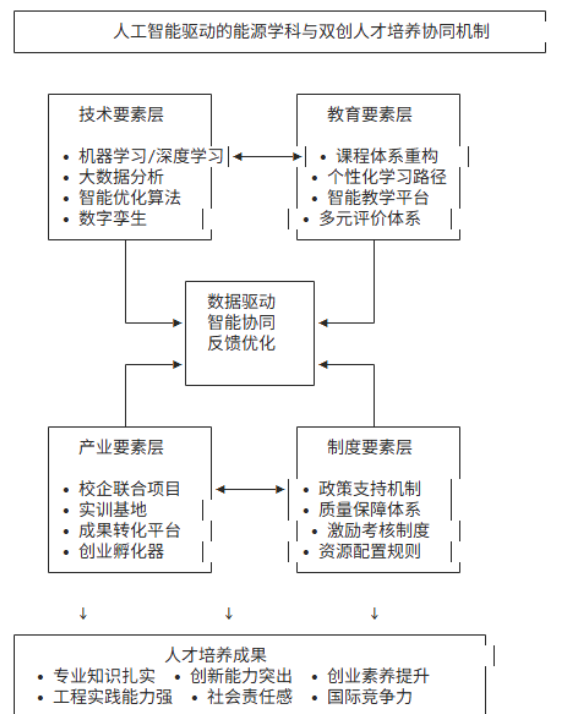 人工智能驱动的能源学科与双创人才培养协同机制
技术要素层
• 机器学习/深度学习
• 大数据分析
• 智能优化算法
• 数字孪生
教育要素层
• 课程体系重构
• 个性化学习路径
• 智能教学平台
• 多元评价体系
数据驱动
智能协同
反馈优化
产业要素层
• 校企联合项目
• 实训基地
• 成果转化平台
• 创业孵化器
制度要素层
• 政策支持机制
• 质量保障体系
• 激励考核制度
• 资源配置规则
人才培养成果
• 专业知识扎实 • 创新能力突出 • 创业素养提升
• 工程实践能力强 • 社会责任感 • 国际竞争力